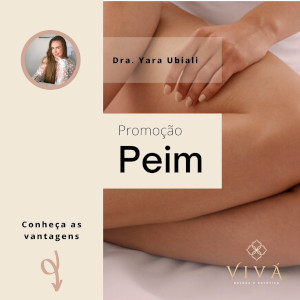 Dra. Yara Ubiali
Promoção
Peim
Conheça as
vantagens
VIVÁ